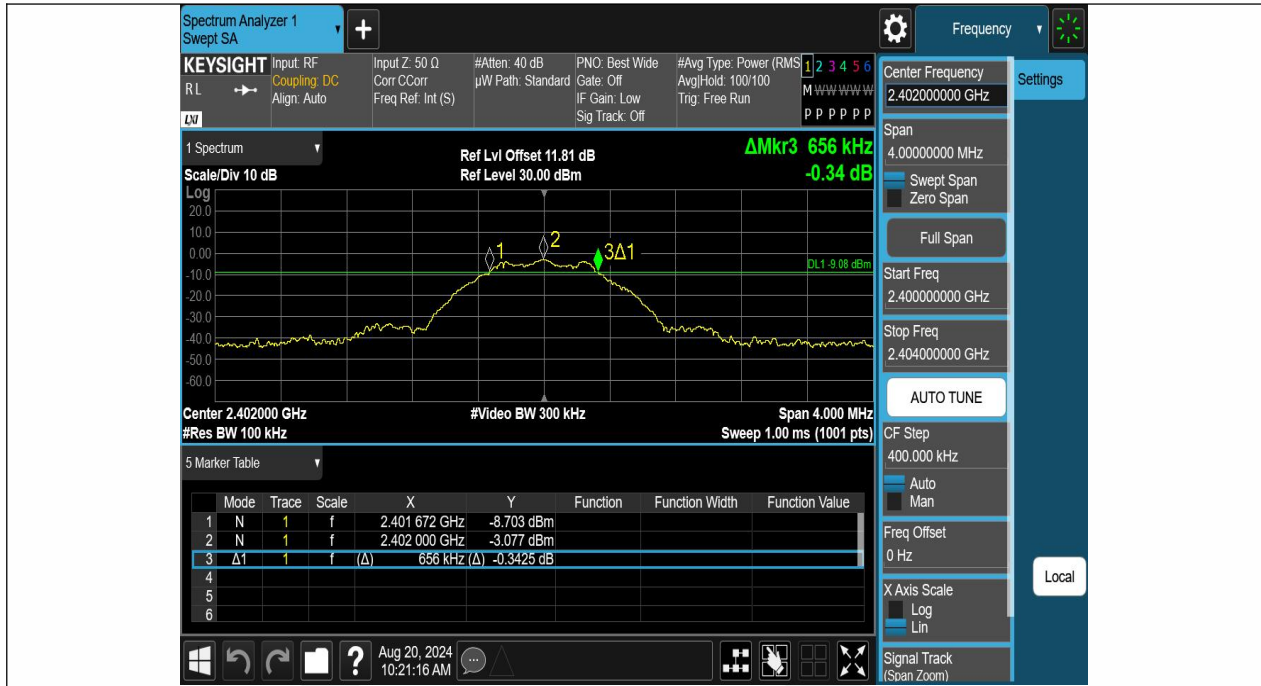 Spectrum Analyzer 1
Swept SA
+
Frequency
KEYSIGHT
RL
LXI
Input: RF
Coupling: DC
Align: Auto
Input Z: 50 Ω
Corr CCorr
Freq Ref: Int (S)
#Atten: 40 dB
µW Path: Standard
PNO: Best Wide
Gate: Off
IF Gain: Low
Sig Track: Off
#Avg Type: Power (RMS
Avg|Hold: 100/100
Trig: Free Run
1 2 3 4 5 6
M W W W W W
P P P P P P
1 Spectrum
Scale/Div 10 dB
Ref Lvl Offset 11.81 dB
Ref Level 30.00 dBm
ΔMkr3 656 kHz
-0.34 dB
Log
20.0
10.0
0.00
-10.0
-20.0
-30.0
-40.0
-50.0
-60.0
1
2
3Δ1
DL1 -9.08 dBm
Center 2.402000 GHz
#Video BW 300 kHz
Span 4.000 MHz
#Res BW 100 kHz
Sweep 1.00 ms (1001 pts)
5 Marker Table
Mode Trace Scale X Y Function Function Width Function Value
1 N 1 f 2.401 672 GHz -8.703 dBm
2 N 1 f 2.402 000 GHz -3.077 dBm
3 Δ1 1 f (Δ) 656 kHz (Δ) -0.3425 dB
4
5
6
Aug 20, 2024
10:21:16 AM
Center Frequency
2.402000000 GHz
Settings
Span
4.00000000 MHz
Swept Span
Zero Span
Full Span
Start Freq
2.400000000 GHz
Stop Freq
2.404000000 GHz
AUTO TUNE
CF Step
400.000 kHz
Auto
Man
Freq Offset
0 Hz
X Axis Scale
Log
Lin
Signal Track
(Span Zoom)
Local